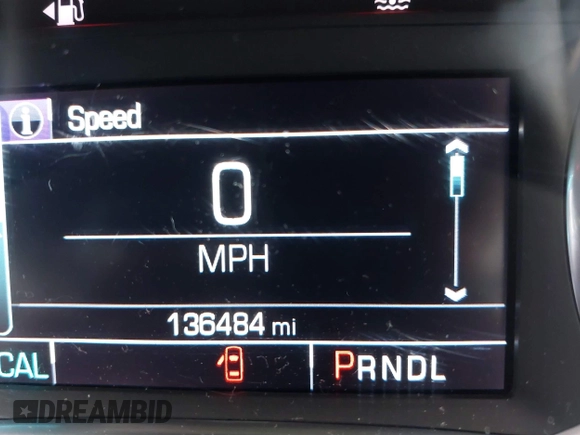 Speed
0
MPH
136484 mi
CAL
PRNDL
DREAMBID